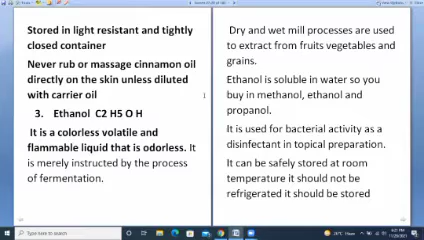 Stored in light resistant and tightly
closed container
Never rub or massage cinnamon oil
directly on the skin unless diluted
with carrier oil
3. Ethanol C2 H5 O H
It is a colorless volatile and
flammable liquid that is odorless. It
is merely instructed by the process
of fermentation.
Dry and wet mill processes are used
to extract from fruits vegetables and
grains.
Ethanol is soluble in water so you
buy in methanol, ethanol and
propanol.
It is used for bacterial activity as a
disinfectant in topical preparation.
It can be safely stored at room
temperature it should not be
refrigerated it should be stored
Type here to search